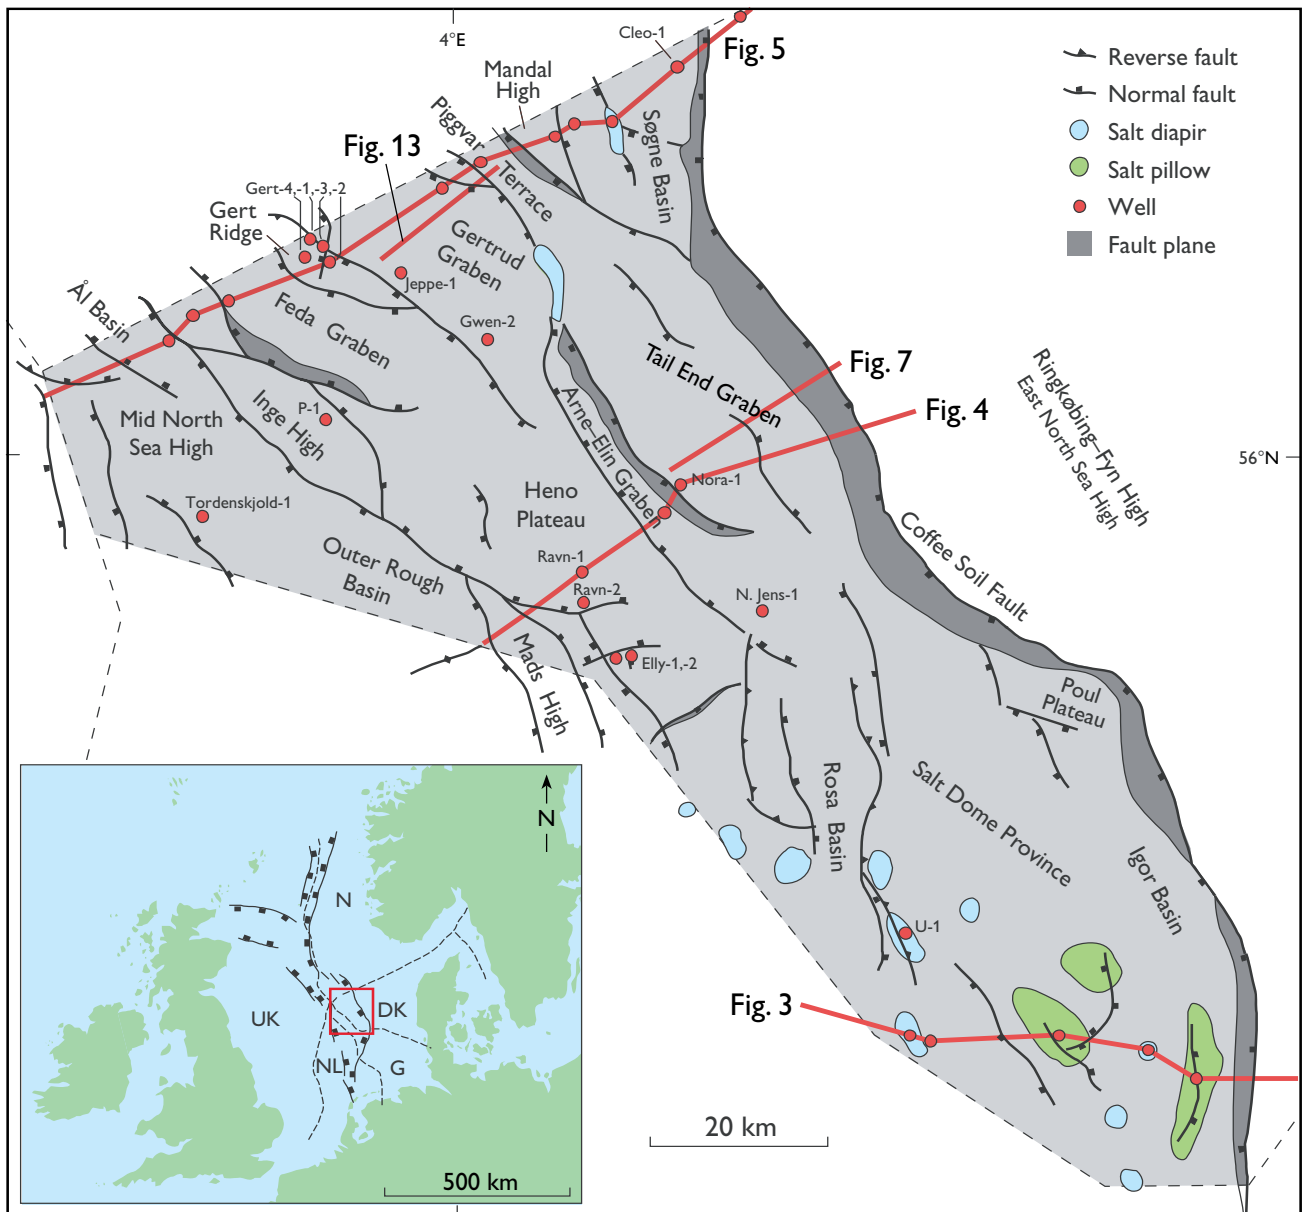 4°E
Cleo-1
Fig. 5
Mandal
High
Reverse fault
Normal fault
Salt diapir
Salt pillow
Well
Fault plane
Piggvar
Terrace
Søgne Basin
Fig. 13
Gert-4,-1,-3,-2
Gert
Ridge
Gertrud
Graben
Jeppe-1
Ål Basin
Feda Graben
Gwen-2
Tail End Graben
Fig. 7
Fig. 4
Ringkøbing–Fyn High
East North Sea High
56°N
Mid North
Sea High
Inge High
P-1
Arne–Elin Graben
Nora-1
Tordenskjold-1
Heno
Plateau
Coffee Soil Fault
Outer Rough
Basin
Ravn-1
Ravn-2
N. Jens-1
Mads High
Elly-1,-2
Poul
Plateau
Rosa Basin
Salt Dome Province
Igor Basin
U-1
Fig. 3
20 km
N
N
UK
DK
NL
G
500 km